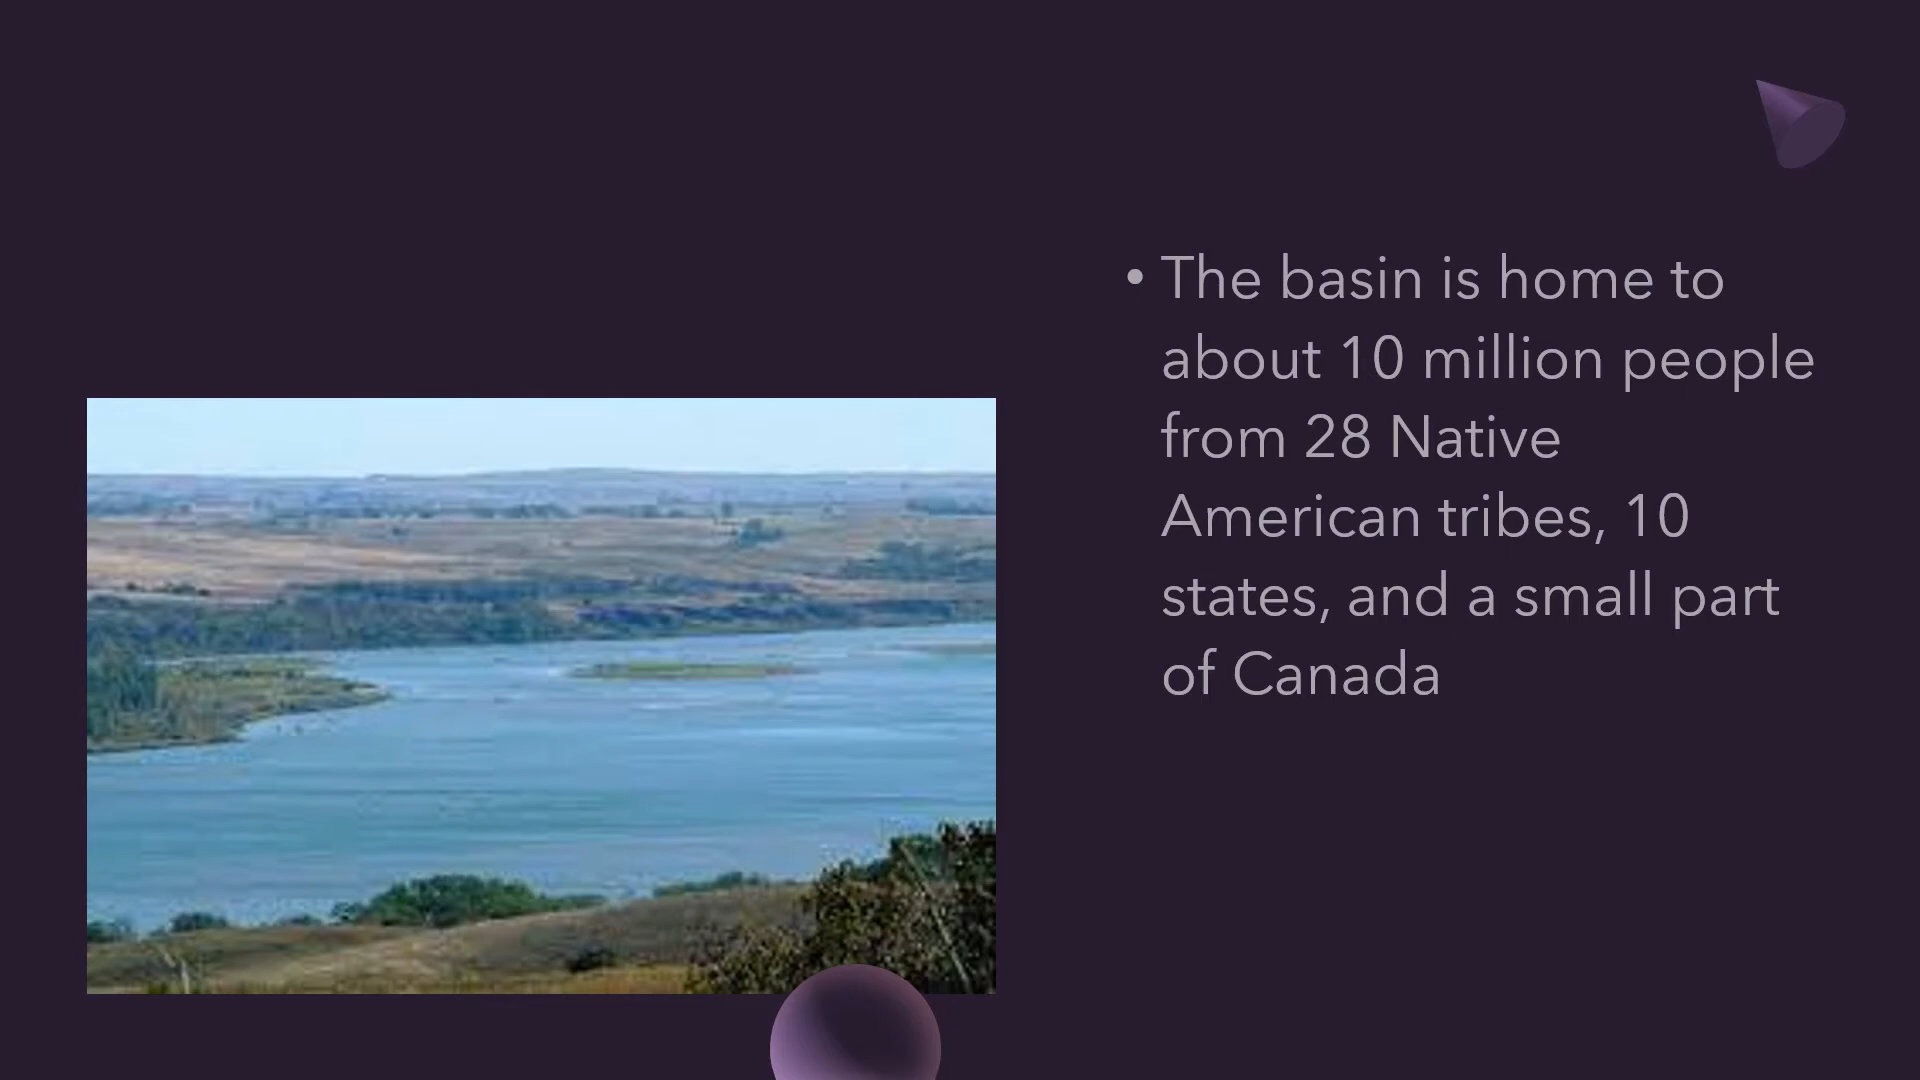 • The basin is home to
about 10 million people
from 28 Native
American tribes, 10
states, and a small part
of Canada